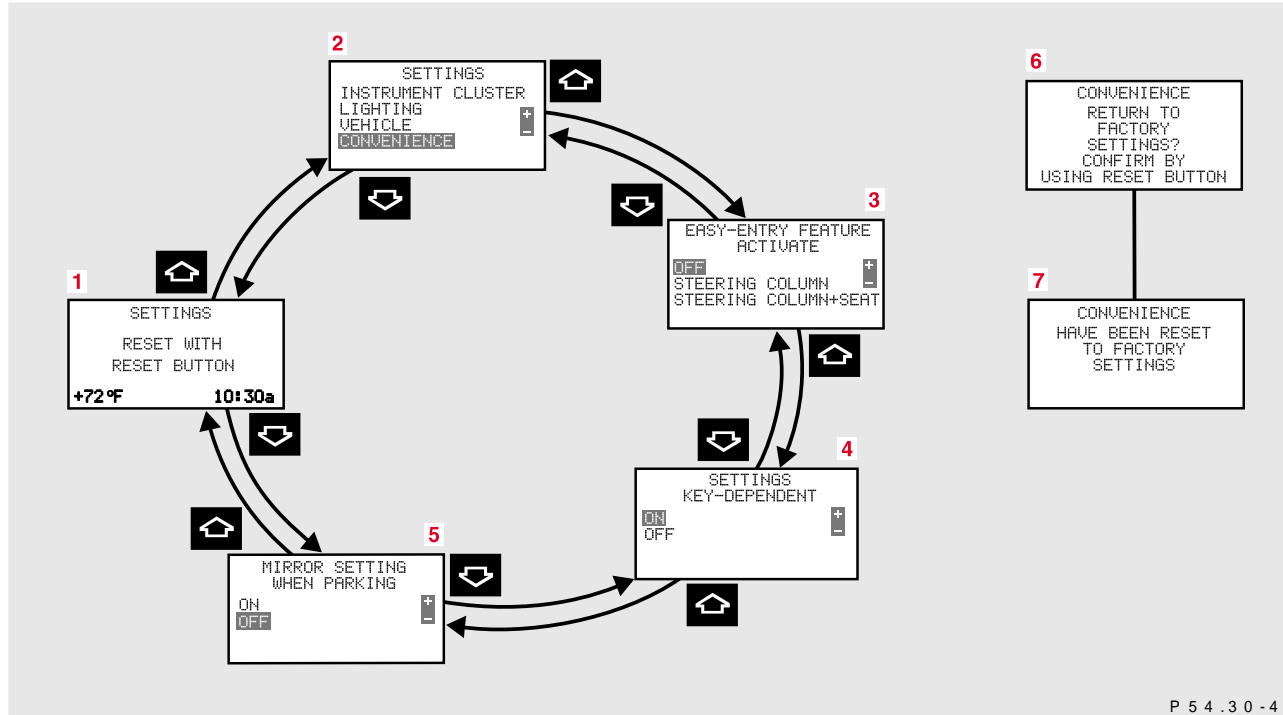 2
SETTINGS
INSTRUMENT CLUSTER
LIGHTING
VEHICLE
CONVENIENCE
+
−
6
CONVENIENCE
RETURN TO
FACTORY
SETTINGS?
CONFIRM BY
USING RESET BUTTON
3
EASY-ENTRY FEATURE
ACTIVATE
OFF
STEERING COLUMN
STEERING COLUMN+SEAT
+
−
1
SETTINGS
RESET WITH
RESET BUTTON
+72°F 10:30a
7
CONVENIENCE
HAVE BEEN RESET
TO FACTORY
SETTINGS
4
SETTINGS
KEY-DEPENDENT
ON
OFF
+
−
5
MIRROR SETTING
WHEN PARKING
ON
OFF
+
−
P 54.30-4